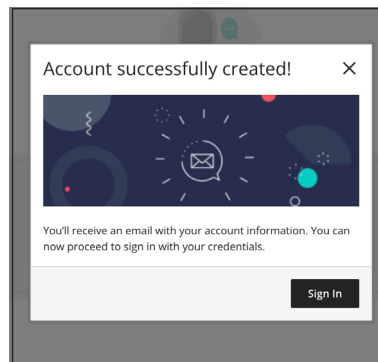 Account successfully created!
You'll receive an email with your account information. You can
now proceed to sign in with your credentials.
Sign In